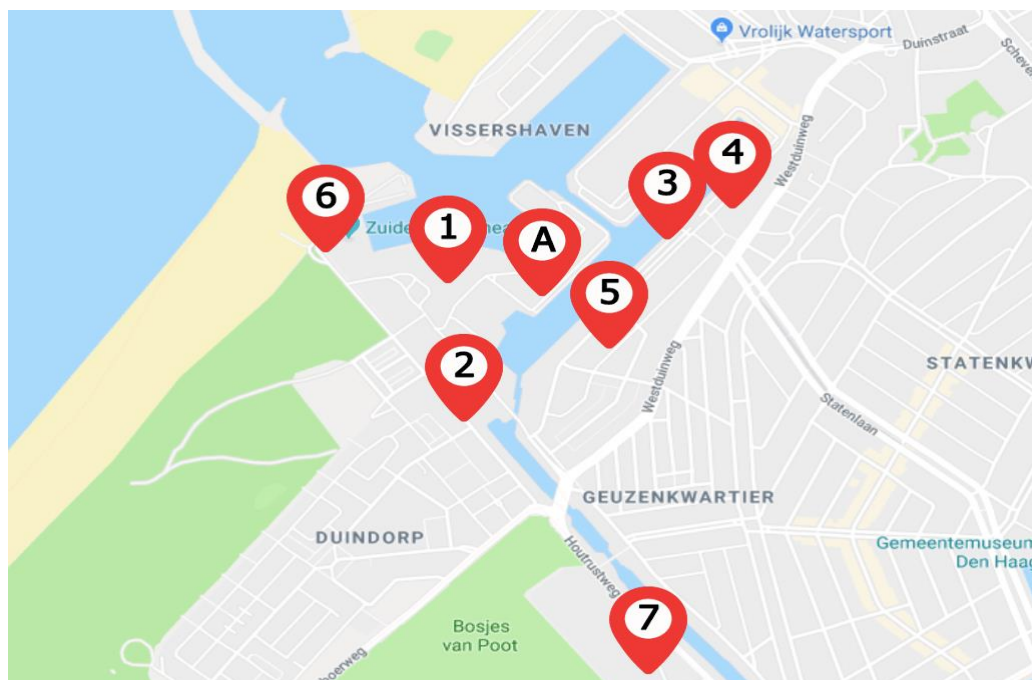 Vrolijk Watersport
Duinstraat
VISSERSHAVEN
Westduinweg
4
3
6
1
A
5
2
Westduinweg
STATENKW
Statenlaan
GEUZENKWARTIER
DUINDORP
Houtrustweg
Gemeentemuseum
Den Haag
7
Bosjes
van Poot